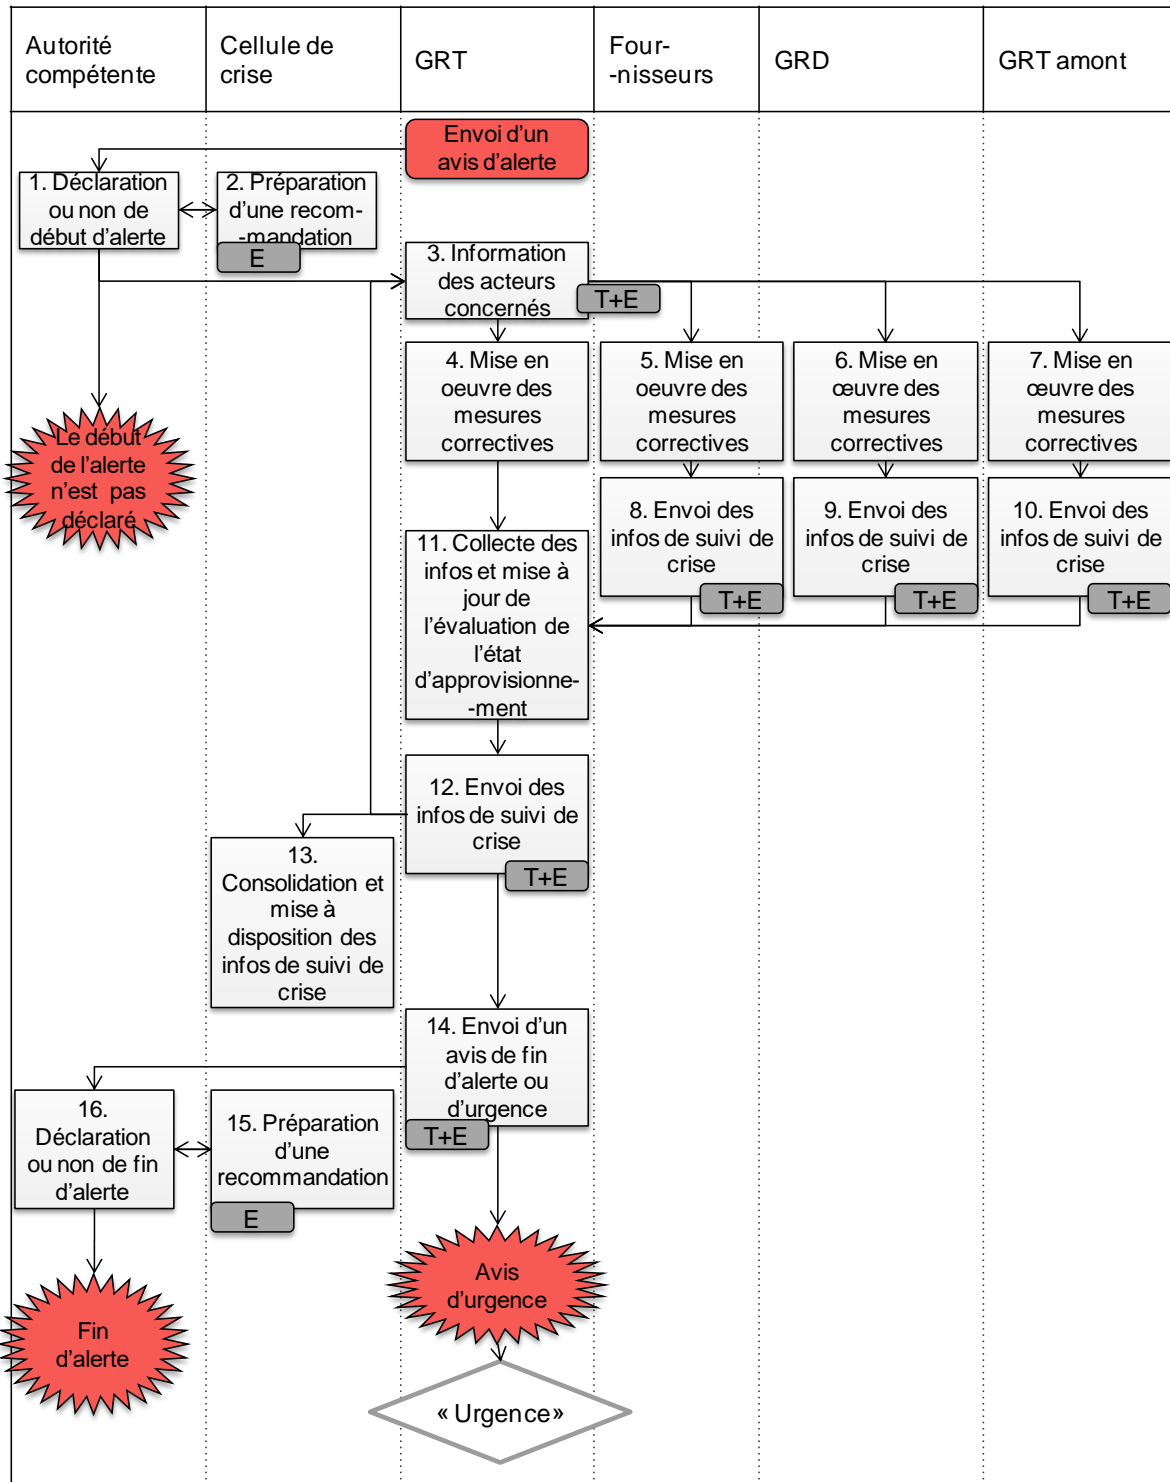 Autorité
compétente
Cellule de
crise
GRT
Four-
-nisseurs
GRD
GRT amont
Envoi d'un
avis d'alerte
1. Déclaration
ou non de
début d'alerte
2. Préparation
d'une recom-
-mandation
E
3. Information
des acteurs
concernés
T+E
4. Mise en
oeuvre des
mesures
correctives
5. Mise en
oeuvre des
mesures
correctives
6. Mise en
œuvre des
mesures
correctives
7. Mise en
œuvre des
mesures
correctives
Le début
de l'alerte
n'est pas
déclaré
8. Envoi des
infos de suivi de
crise
T+E
9. Envoi des
infos de suivi de
crise
T+E
10. Envoi des
infos de suivi de
crise
T+E
11. Collecte des
infos et mise à
jour de
l'évaluation de
l'état
d'approvisionne-
-ment
12. Envoi des
infos de suivi de
crise
T+E
13.
Consolidation et
mise à
disposition des
infos de suivi de
crise
14. Envoi d'un
avis de fin
d'alerte ou
d'urgence
T+E
16.
Déclaration
ou non de fin
d'alerte
15. Préparation
d'une
recommandation
E
Avis
d'urgence
Fin
d'alerte
« Urgence»